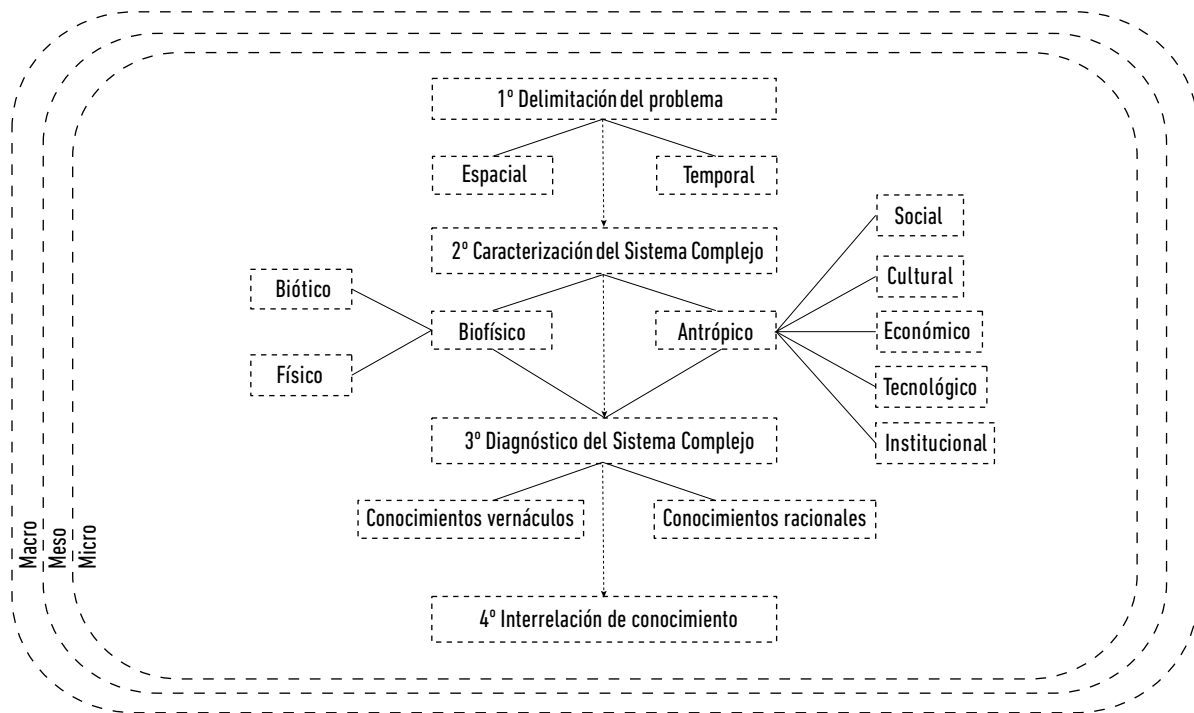 1º Delimitación del problema
Espacial
Temporal
Social
2º Caracterización del Sistema Complejo
Cultural
Biótico
Biofísico
Antrópico
Económico
Físico
Tecnológico
3º Diagnóstico del Sistema Complejo
Institucional
Conocimientos vernáculos
Conocimientos racionales
Macro
Meso
Micro
4º Interrelación de conocimiento